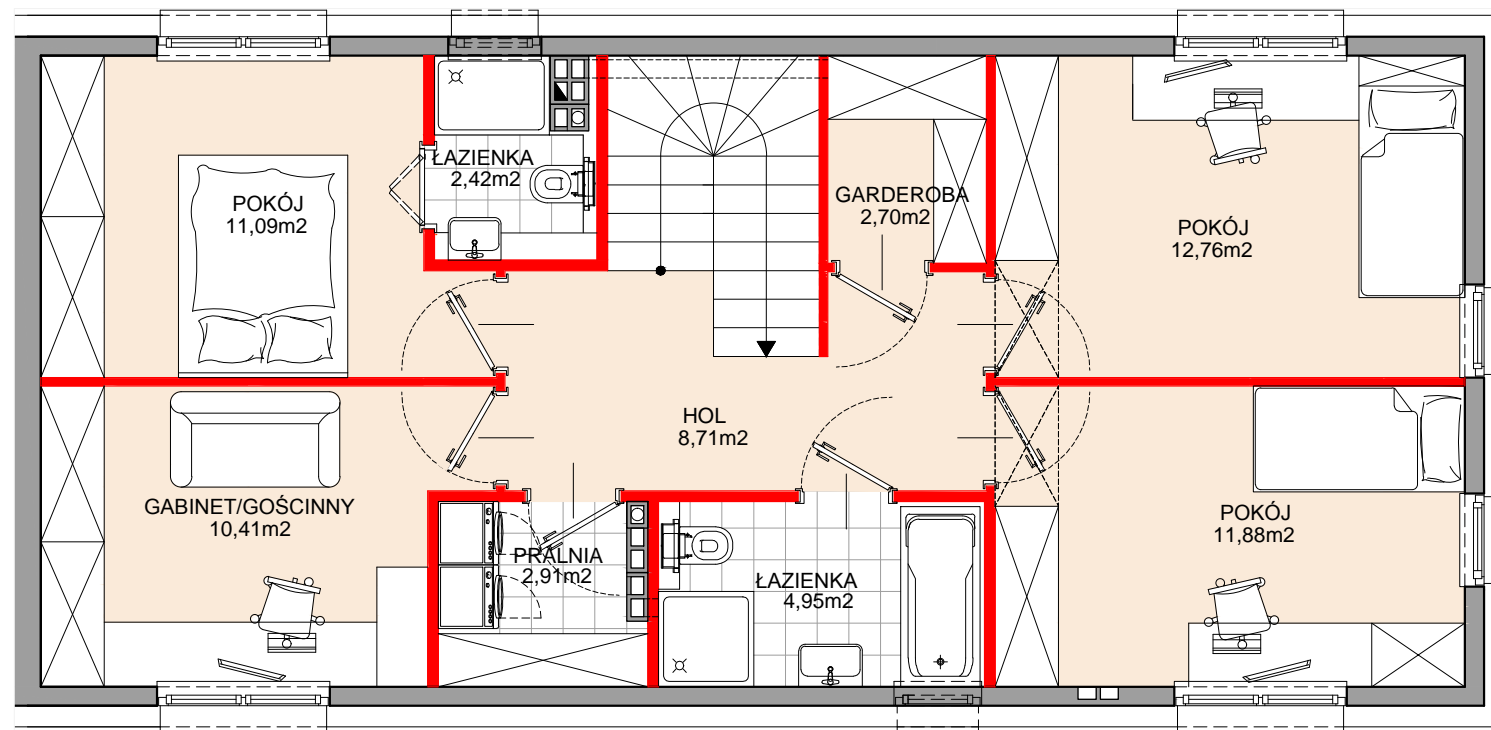 ŁAZIENKA
2,42m2
POKÓJ
11,09m2
GARDEROBA
2,70m2
POKÓJ
12,76m2
HOL
8,71m2
GABINET/GOŚCINNY
10,41m2
PRALNIA
2,91m2
ŁAZIENKA
4,95m2
POKÓJ
11,88m2